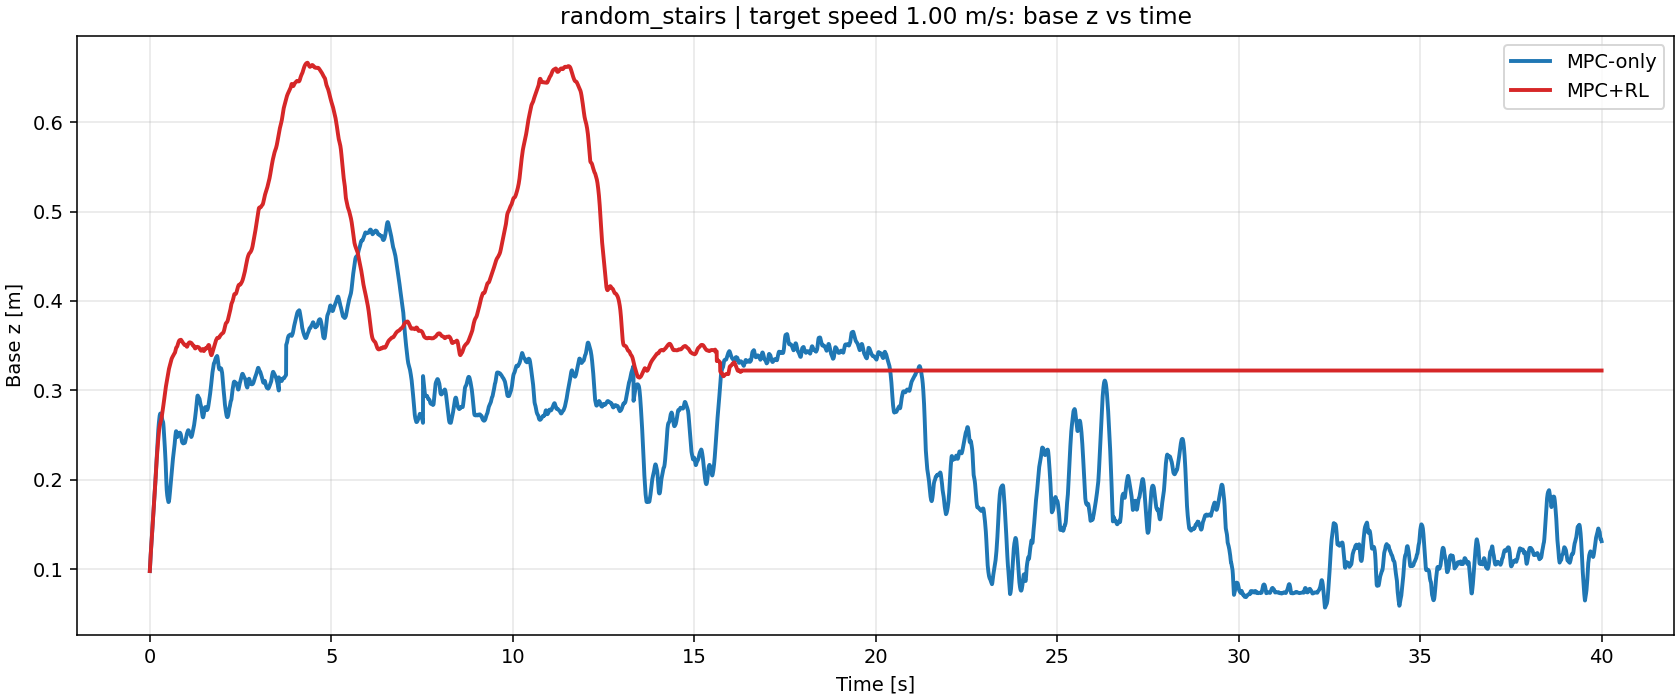 random_stairs | target speed 1.00 m/s: base z vs time
MPC-only
MPC+RL
Base z [m]
0.6
0.5
0.4
0.3
0.2
0.1
0 5 10 15 20 25 30 35 40
Time [s]